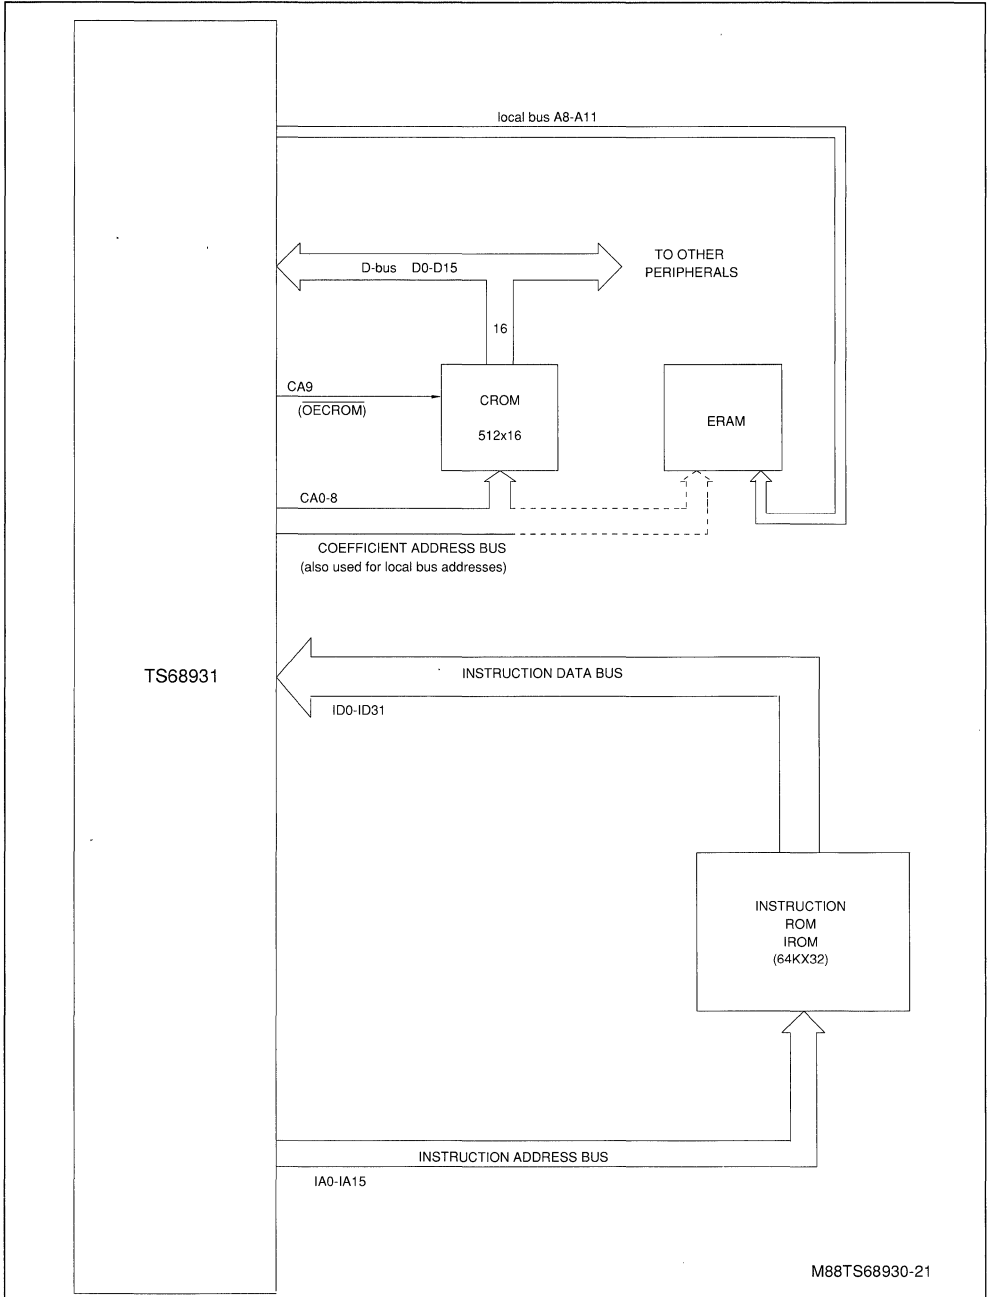 local bus A8-A11
D-bus D0-D15
TO OTHER
PERIPHERALS
16
CA9
(OECROM)
CROM
512x16
ERAM
CA0-8
COEFFICIENT ADDRESS BUS
(also used for local bus addresses)
TS68931
INSTRUCTION DATA BUS
ID0-ID31
INSTRUCTION
ROM
IROM
(64KX32)
INSTRUCTION ADDRESS BUS
IA0-IA15
M88TS68930-21